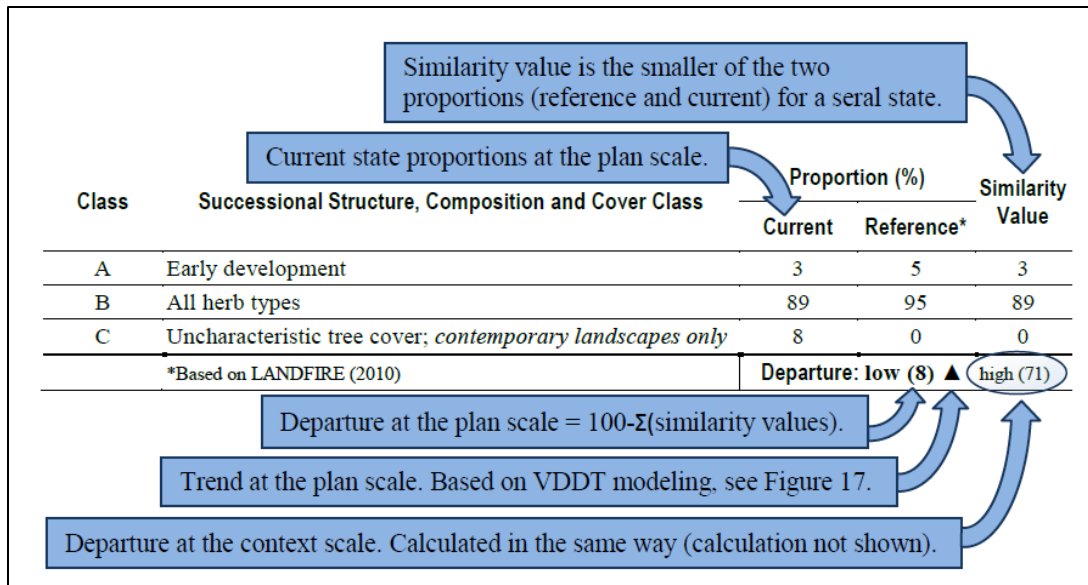 Similarity value is the smaller of the two
proportions (reference and current) for a seral state.
Current state proportions at the plan scale.
Class Successional Structure, Composition and Cover Class Proportion (%) Similarity Value
Current Reference*
A Early development 3 5 3
B All herb types 89 95 89
C Uncharacteristic tree cover; contemporary landscapes only 8 0 0
*Based on LANDFIRE (2010) Departure: low (8) ▲ high (71)
Departure at the plan scale = 100-Σ(similarity values).
Trend at the plan scale. Based on VDDT modeling, see Figure 17.
Departure at the context scale. Calculated in the same way (calculation not shown).